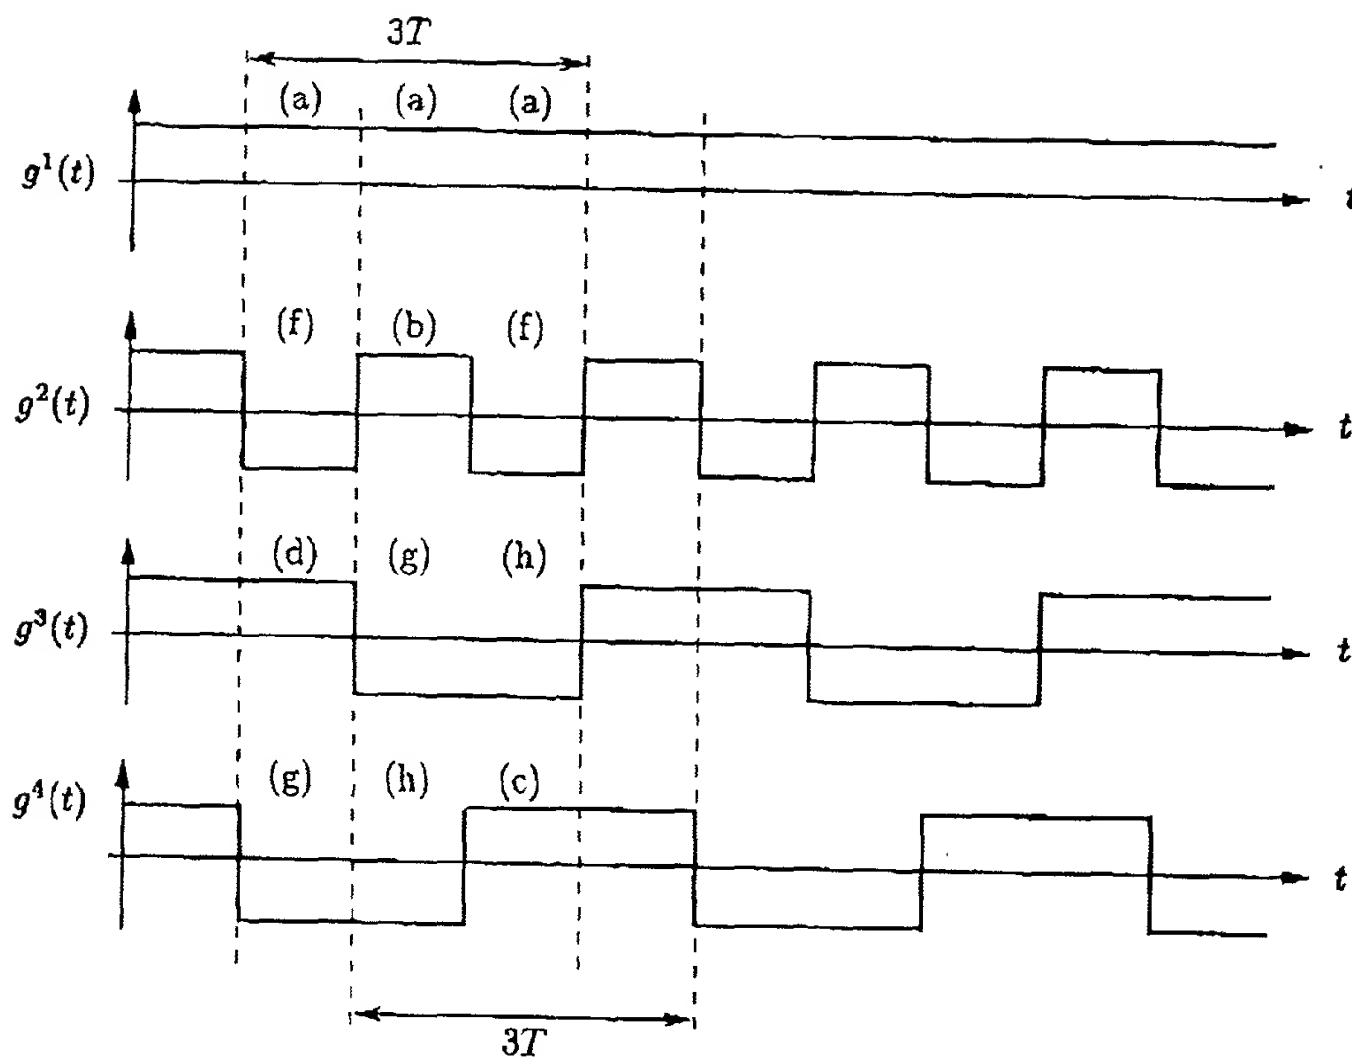 3T
(a) (a) (a)
g¹(t)
t
(f) (b) (f)
g²(t)
t
(d) (g) (h)
g³(t)
t
(g) (h) (c)
g⁴(t)
t
3T